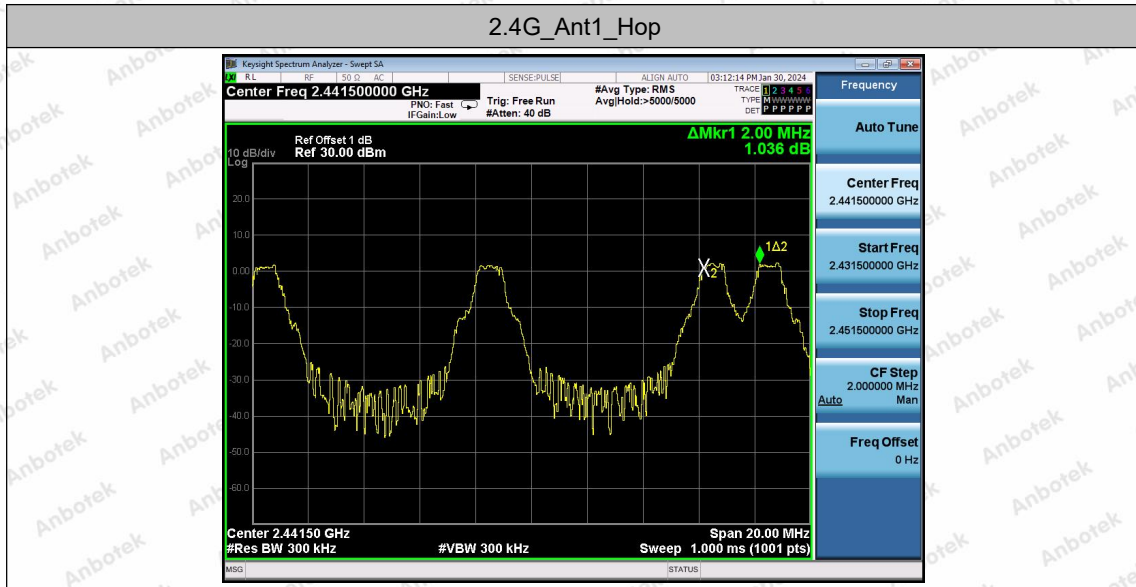 2.4G_Ant1_Hop
Keysight Spectrum Analyzer - Swept SA
LXI RL RF 50 Ω AC SENSE:PULSE ALIGN AUTO 03:12:14 PM Jan 30, 2024
Center Freq 2.441500000 GHz
PNO: Fast
IFGain:Low
Trig: Free Run
#Atten: 40 dB
#Avg Type: RMS
Avg|Hold:>5000/5000
TRACE 1 2 3 4 5 6
TYPE MWWWWW
DET P P P P P P
ΔMkr1 2.00 MHz
1.036 dB
Ref Offset 1 dB
10 dB/div Ref 30.00 dBm
Log
20.0
10.0
0.00
-10.0
-20.0
-30.0
-40.0
-50.0
-60.0
1Δ2
2
Center 2.44150 GHz Span 20.00 MHz
#Res BW 300 kHz #VBW 300 kHz Sweep 1.000 ms (1001 pts)
MSG STATUS
Frequency
Auto Tune
Center Freq
2.441500000 GHz
Start Freq
2.431500000 GHz
Stop Freq
2.451500000 GHz
CF Step
2.000000 MHz
Auto Man
Freq Offset
0 Hz
Anbotek